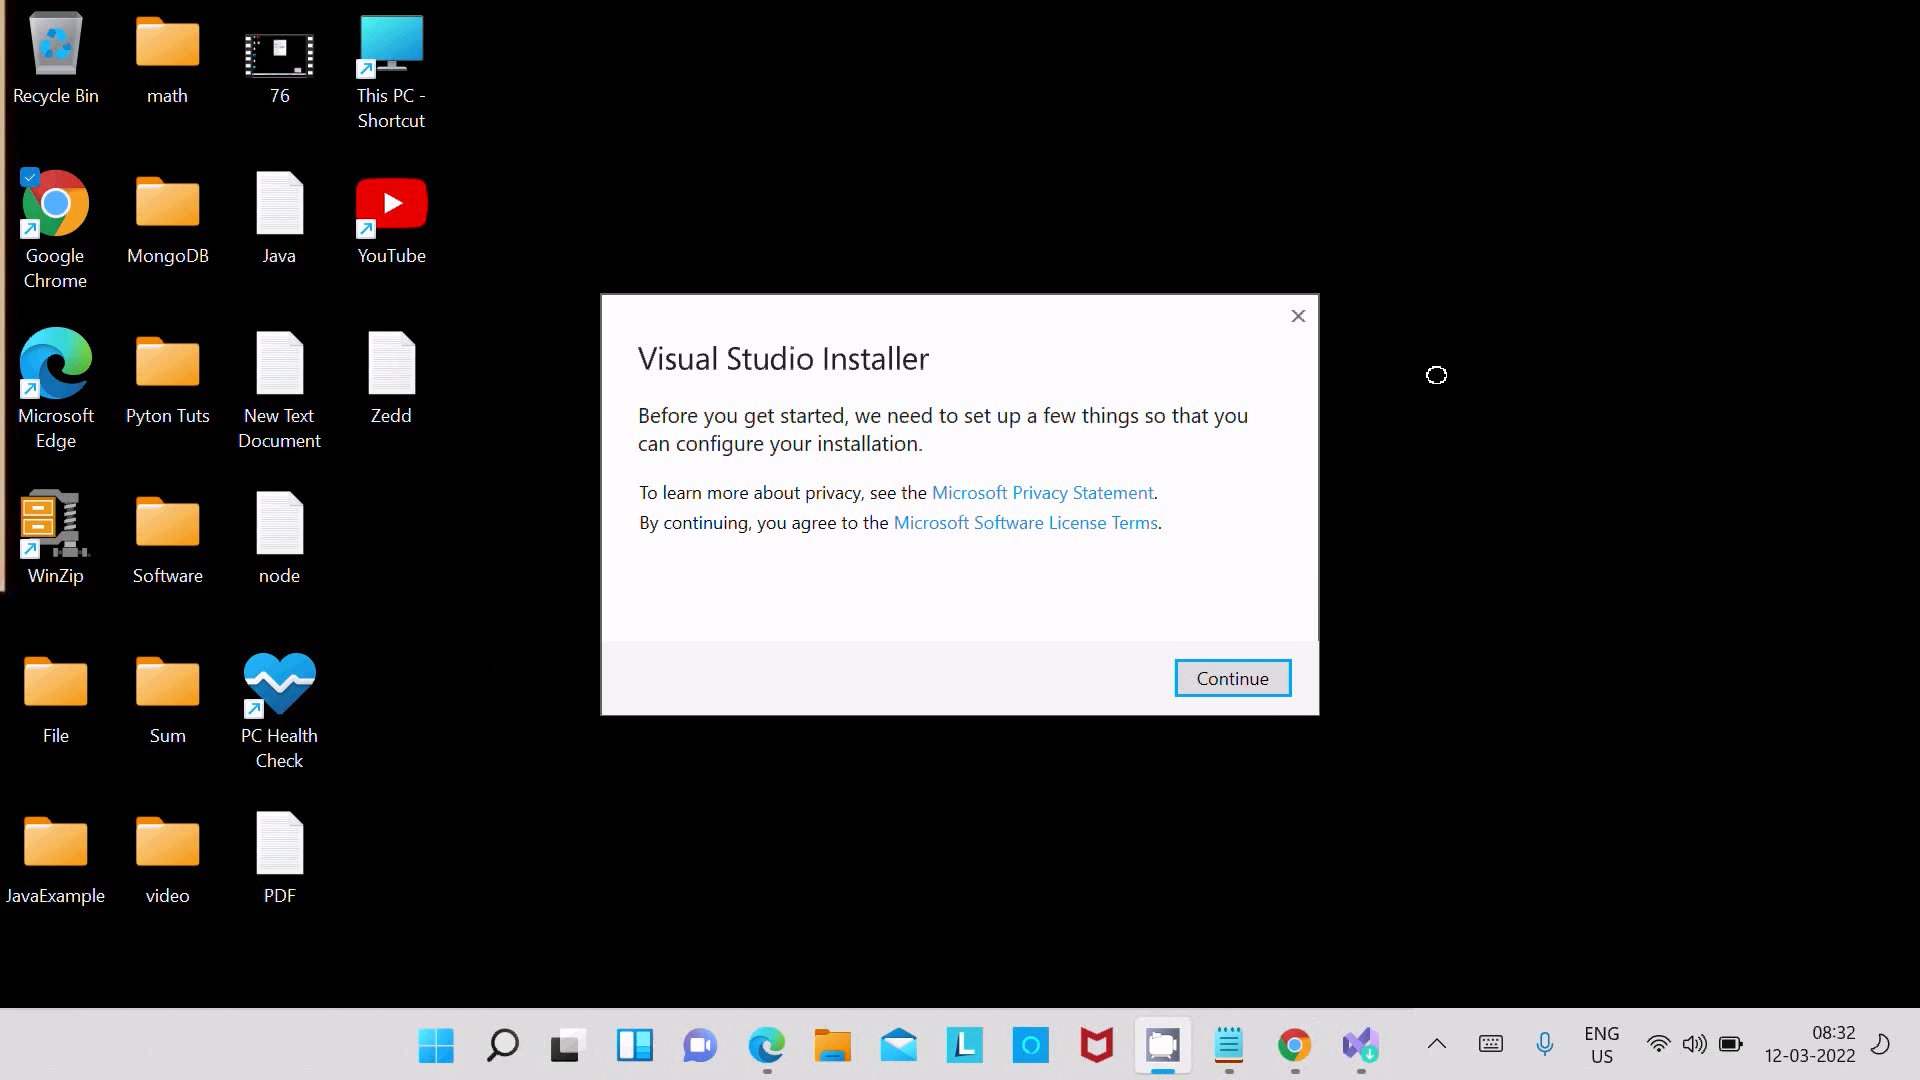 Recycle Bin
math
76
This PC -
Shortcut
Google
Chrome
MongoDB
Java
YouTube
Microsoft
Edge
Pyton Tuts
New Text
Document
Zedd
WinZip
Software
node
File
Sum
PC Health
Check
JavaExample
video
PDF
Visual Studio Installer
Before you get started, we need to set up a few things so that you
can configure your installation.
To learn more about privacy, see the Microsoft Privacy Statement.
By continuing, you agree to the Microsoft Software License Terms.
Continue
L
O
ENG
US
08:32
12-03-2022